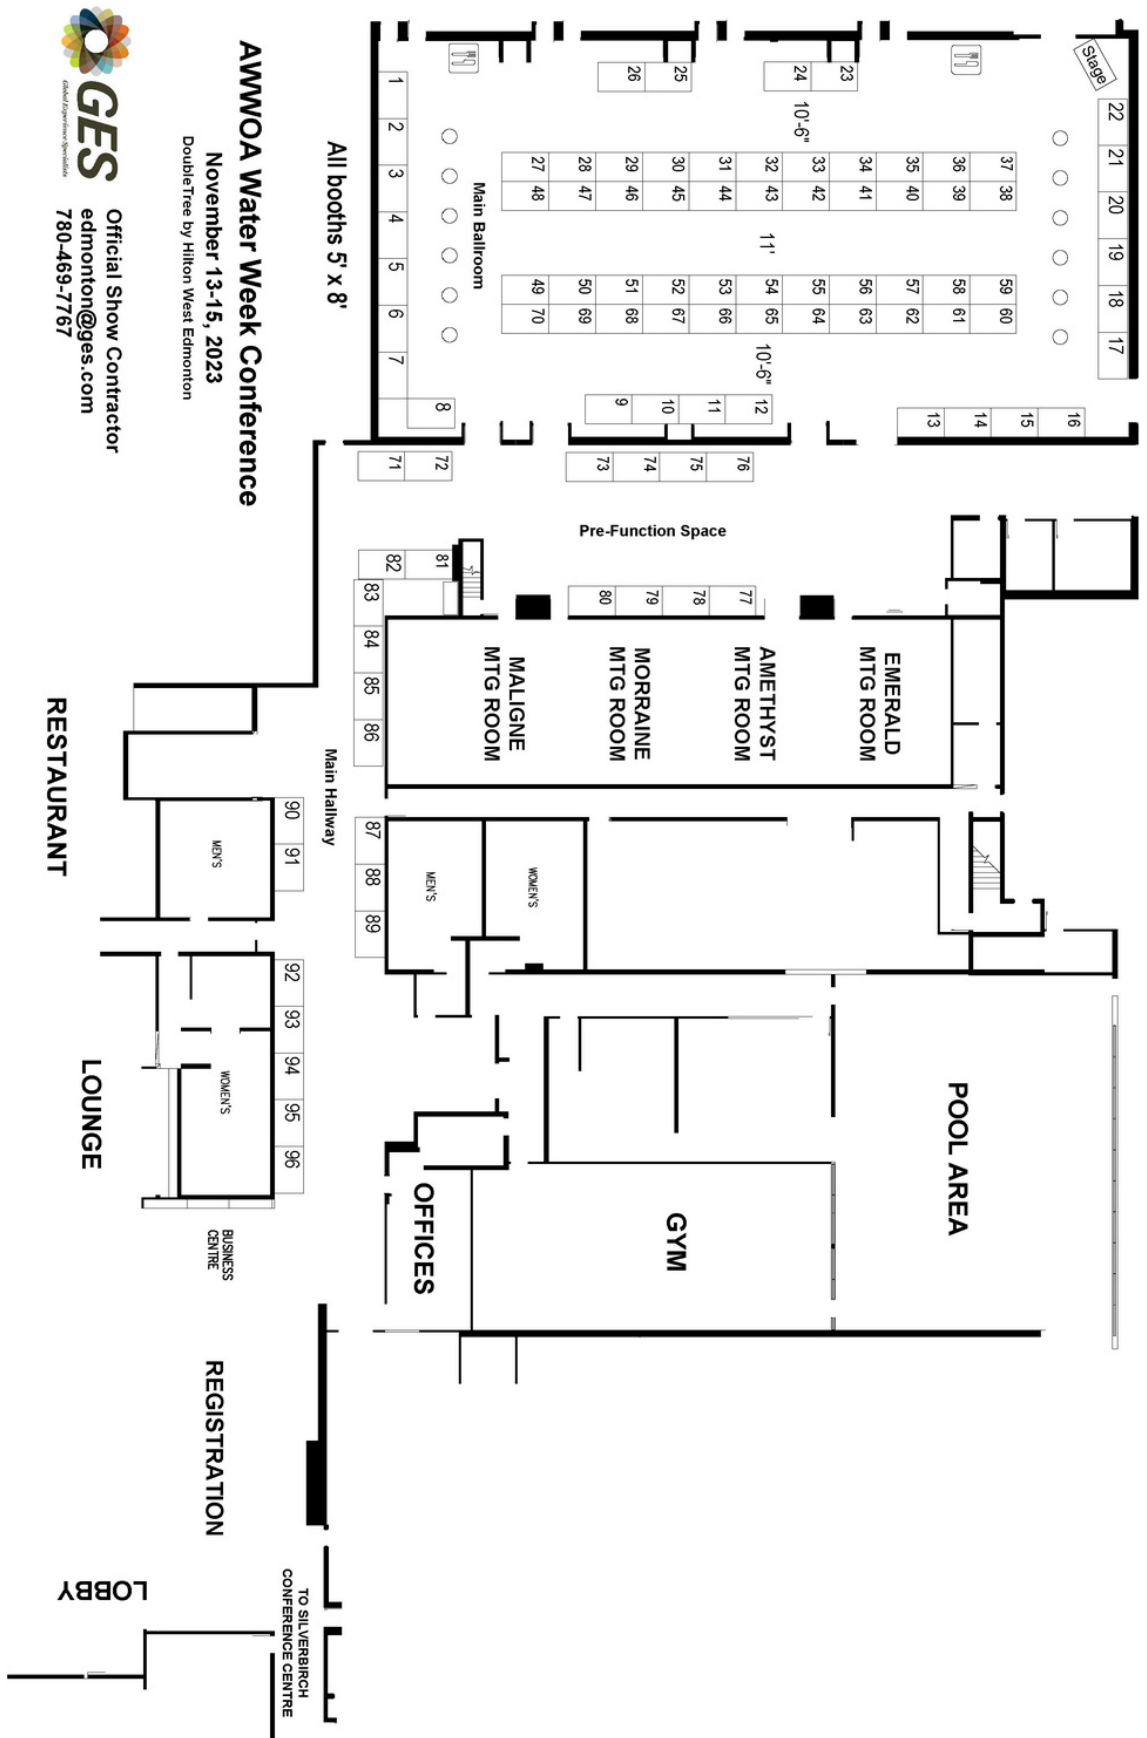 Stage
22
21
20
19
18
17
23
24
25
26
10'-6"
37
36
35
34
33
32
31
30
29
28
27
38
39
40
41
42
43
44
45
46
47
48
11'
59
58
57
56
55
54
53
52
51
50
49
60
61
62
63
64
65
66
67
68
69
70
10'-6"
Main Ballroom
1
2
3
4
5
6
7
8
9
10
11
12
13
14
15
16
71
72
73
74
75
76
Pre-Function Space
77
78
79
80
81
82
83
84
85
86
EMERALD
MTG ROOM
AMETHYST
MTG ROOM
MORRAINE
MTG ROOM
MALIGNE
MTG ROOM
Main Hallway
87
88
89
90
91
92
93
94
95
96
MEN'S
WOMEN'S
MEN'S
WOMEN'S
POOL AREA
GYM
OFFICES
BUSINESS
CENTRE
RESTAURANT
LOUNGE
REGISTRATION
LOBBY
TO SILVERBIRCH
CONFERENCE CENTRE
All booths 5' x 8'
AWWOA Water Week Conference
November 13-15, 2023
DoubleTree by Hilton West Edmonton
GES
Global Experience Specialists
Official Show Contractor
edmonton@ges.com
780-469-7767